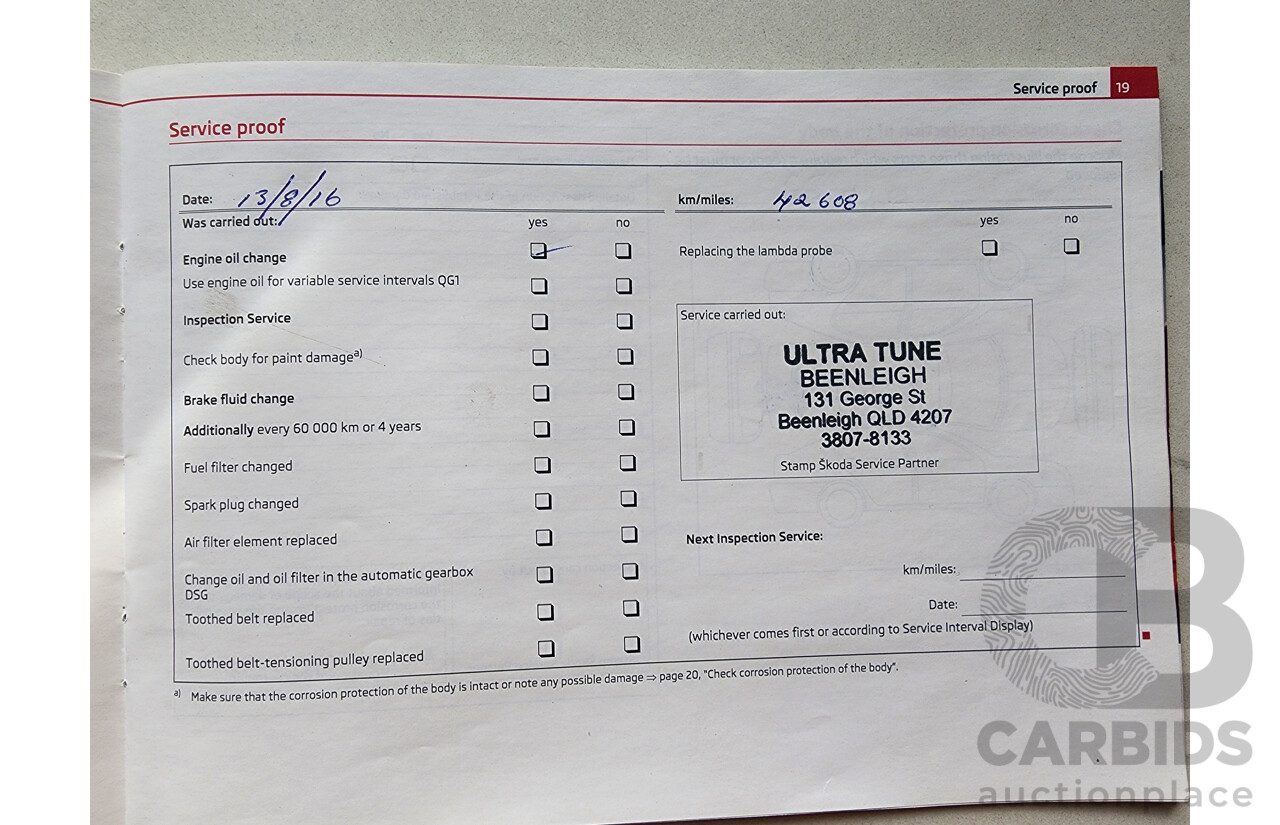 Service proof 19
Service proof
Date: 13/8/16
km/miles: 42 608
Was carried out: yes no
yes no
Engine oil change
Replacing the lambda probe
Use engine oil for variable service intervals QG1
Inspection Service
Check body for paint damage a)
Brake fluid change
Additionally every 60 000 km or 4 years
Fuel filter changed
Spark plug changed
Air filter element replaced
Change oil and oil filter in the automatic gearbox
DSG
Toothed belt replaced
Toothed belt-tensioning pulley replaced
Service carried out:
ULTRA TUNE
BEENLEIGH
131 George St
Beenleigh QLD 4207
3807-8133
Stamp Škoda Service Partner
Next Inspection Service:
km/miles:
Date:
(whichever comes first or according to Service Interval Display)
a) Make sure that the corrosion protection of the body is intact or note any possible damage ⇒ page 20, "Check corrosion protection of the body".
CARBIDS
auctionplace